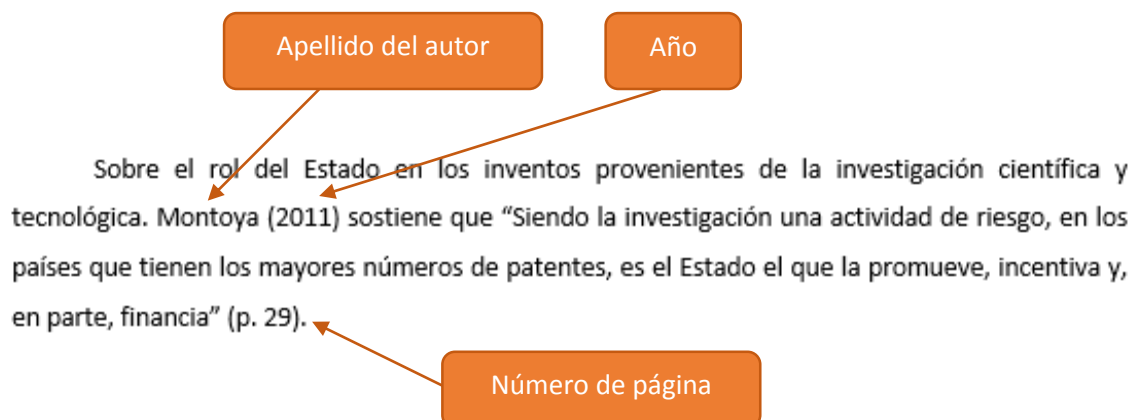 Apellido del autor
Año
Sobre el rol del Estado en los inventos provenientes de la investigación científica y
tecnológica. Montoya (2011) sostiene que “Siendo la investigación una actividad de riesgo, en los
países que tienen los mayores números de patentes, es el Estado el que la promueve, incentiva y,
en parte, financia” (p. 29).
Número de página